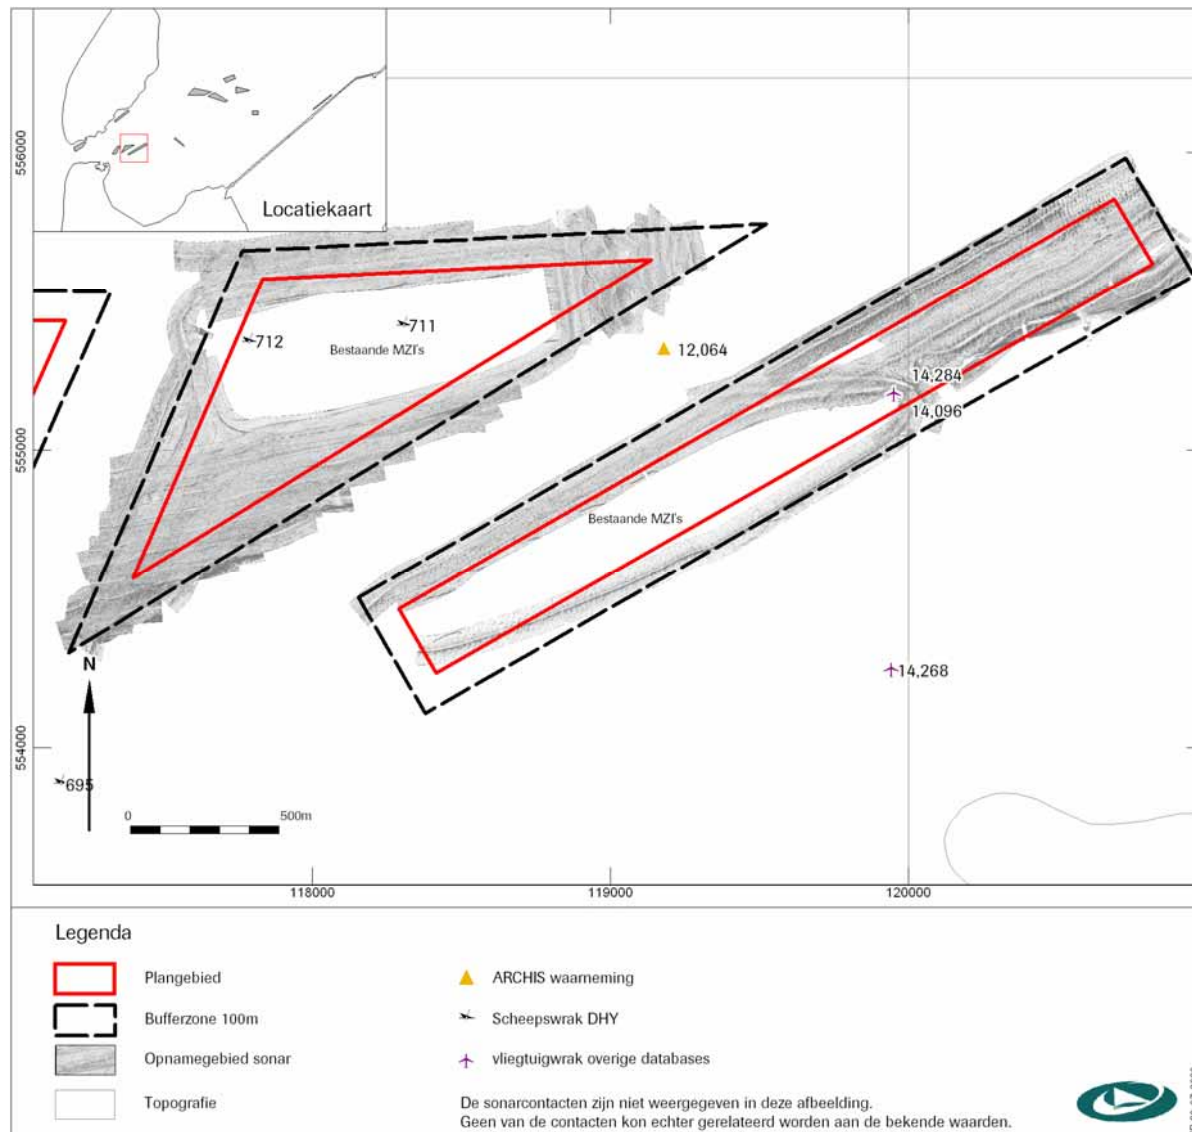 Locatiekaart
556000
555000
554000
712
711
Bestaande MZI's
12,064
14,284
14,096
Bestaande MZI's
14,268
N
695
0
500m
118000
119000
120000
Legenda
Plangebied
Bufferzone 100m
Opnamegebied sonar
Topografie
ARCHIS waarneming
Scheepswrak DHY
vliegtuigwrak overige databases
De sonarcontacten zijn niet weergegeven in deze afbeelding.
Geen van de contacten kon echter gerelateerd worden aan de bekende waarden.